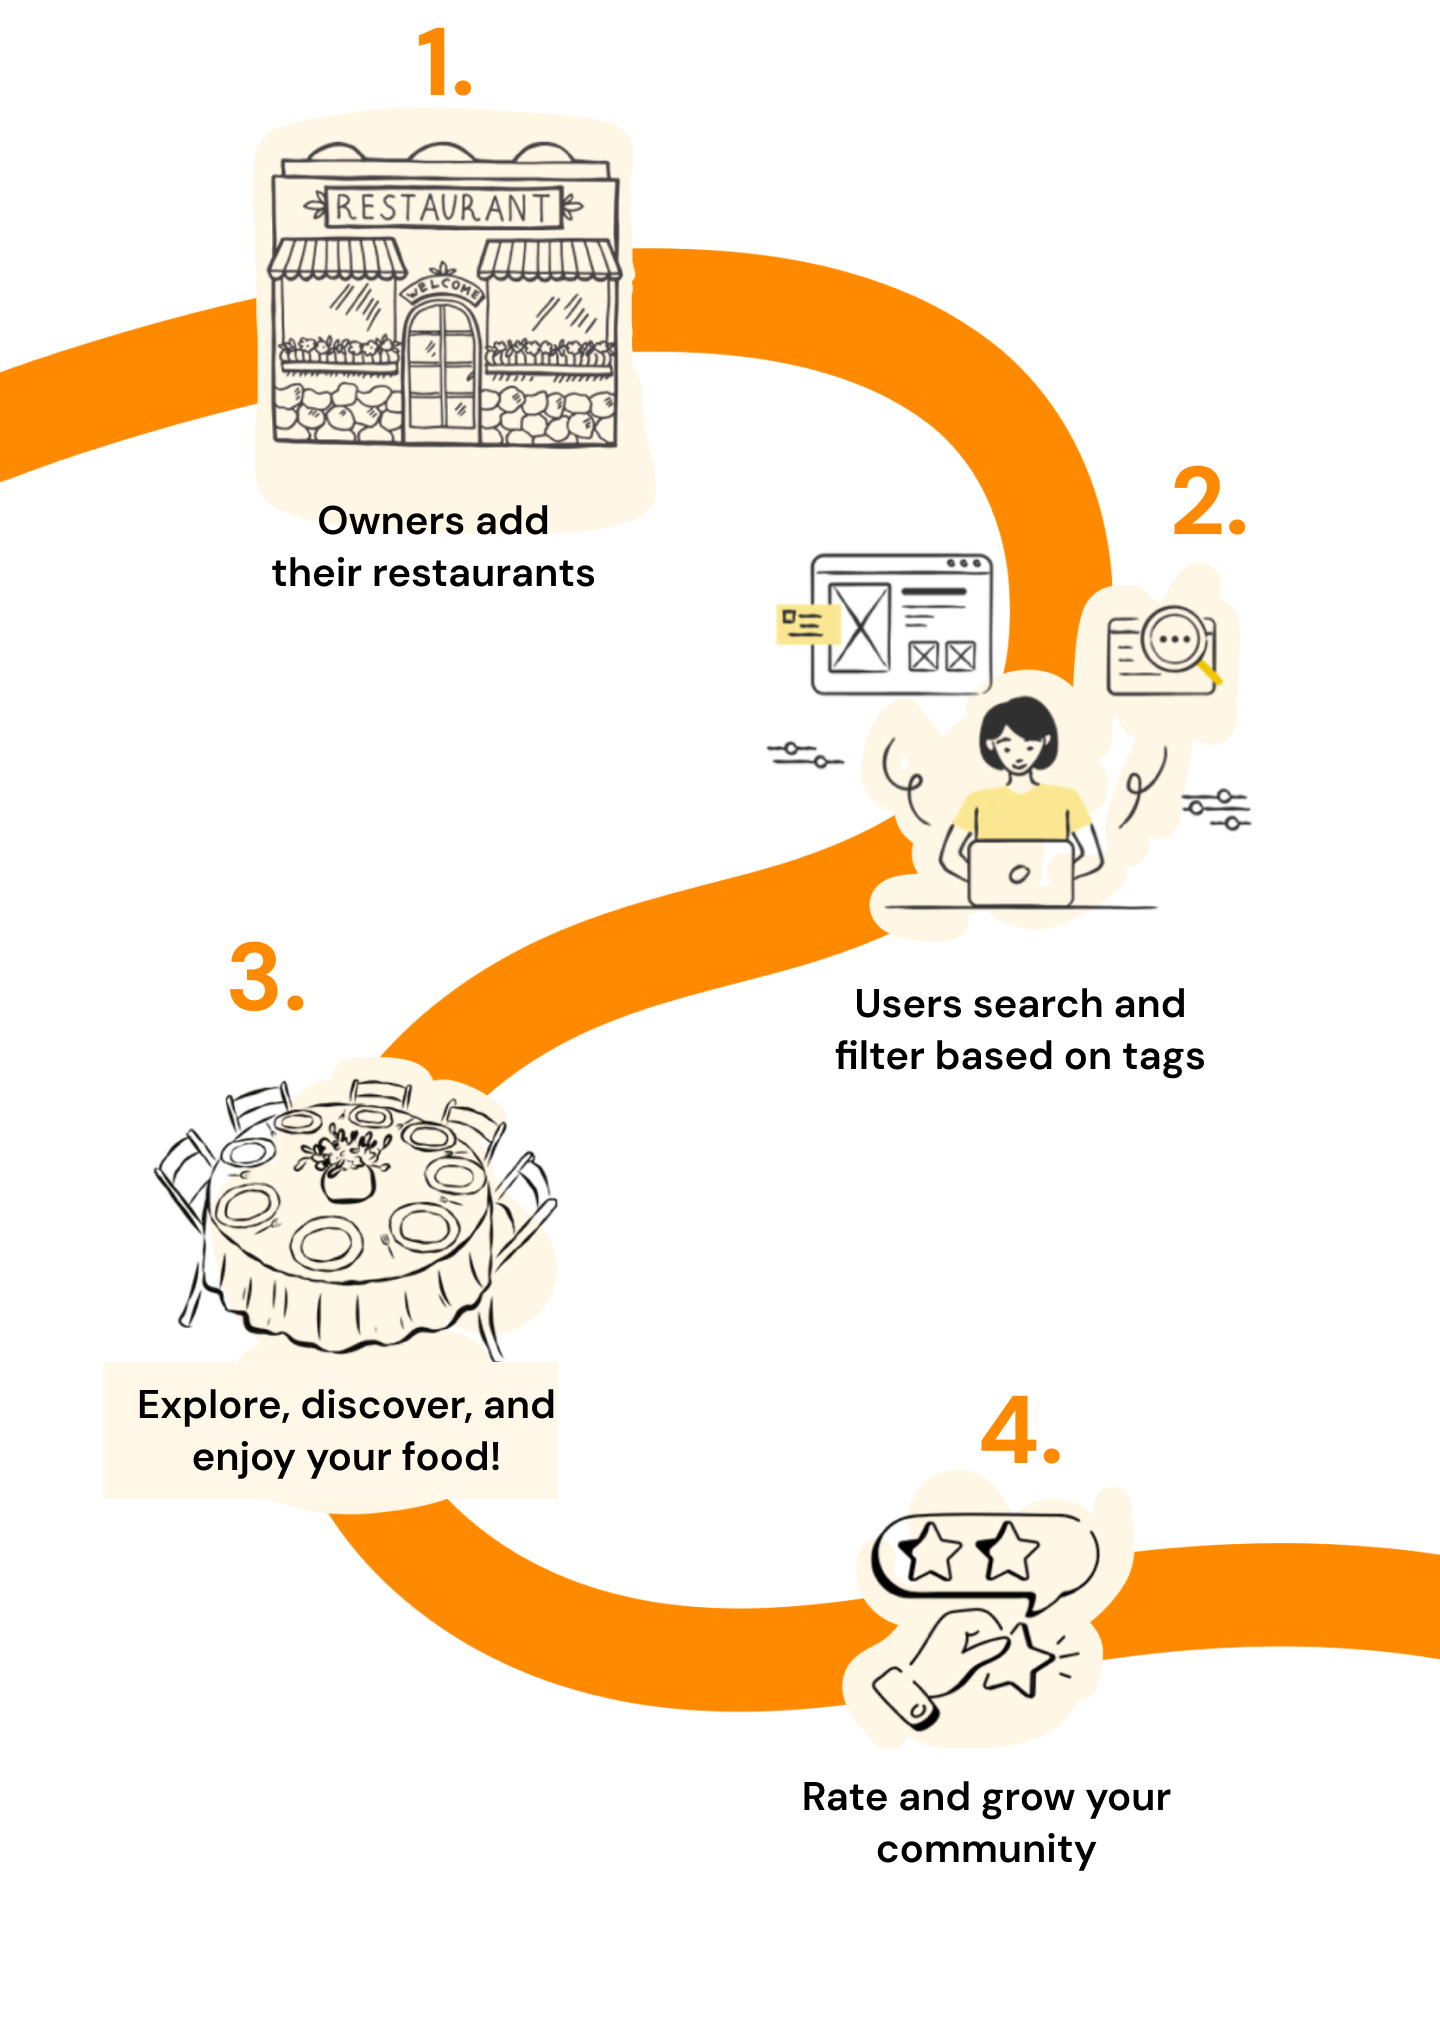 1.
RESTAURANT
WELCOME
Owners add
their restaurants
2.
Users search and
filter based on tags
3.
Explore, discover, and
enjoy your food!
4.
Rate and grow your
community